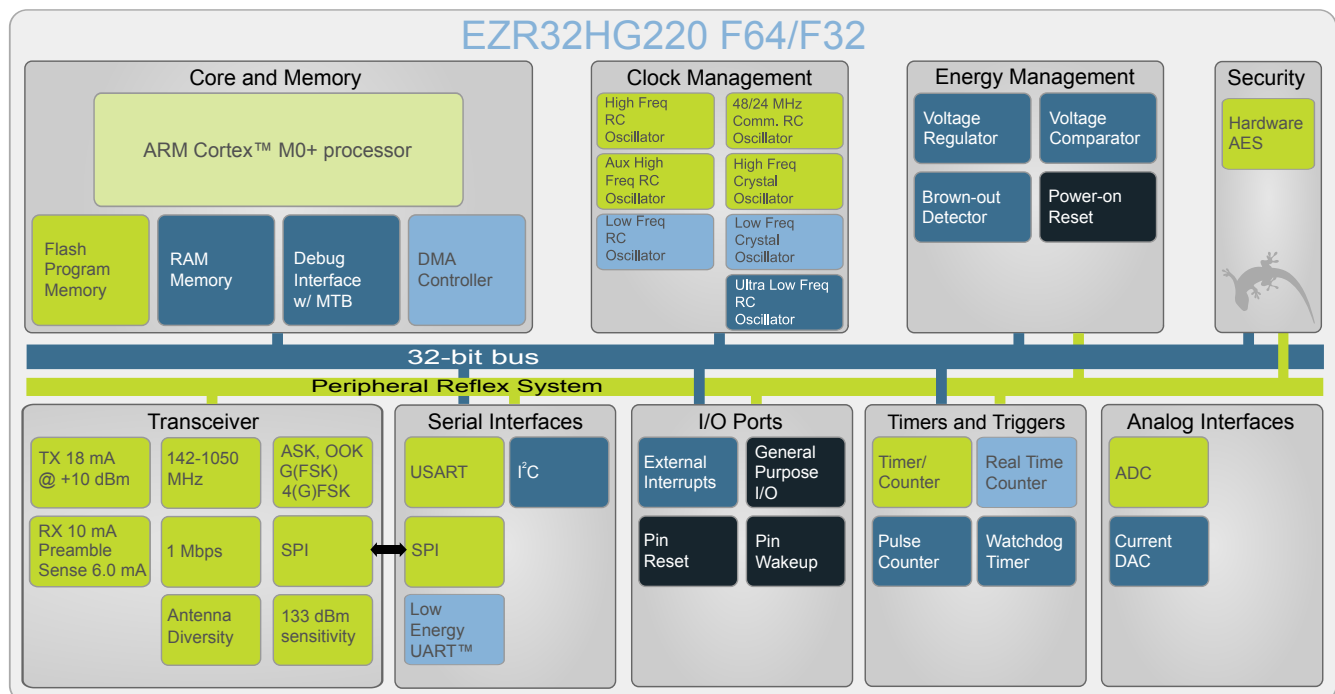 EZR32HG220 F64/F32
Core and Memory
ARM Cortex™ M0+ processor
Flash
Program
Memory
RAM
Memory
Debug
Interface
w/ MTB
DMA
Controller
Clock Management
High Freq
RC
Oscillator
48/24 MHz
Comm. RC
Oscillator
Aux High
Freq RC
Oscillator
High Freq
Crystal
Oscillator
Low Freq
RC
Oscillator
Low Freq
Crystal
Oscillator
Ultra Low Freq
RC
Oscillator
Energy Management
Voltage
Regulator
Voltage
Comparator
Brown-out
Detector
Power-on
Reset
Security
Hardware
AES
32-bit bus
Peripheral Reflex System
Transceiver
TX 18 mA
@ +10 dBm
142-1050
MHz
ASK, OOK
G(FSK)
4(G)FSK
RX 10 mA
Preamble
Sense 6.0 mA
1 Mbps
SPI
Antenna
Diversity
133 dBm
sensitivity
Serial Interfaces
USART
I²C
SPI
Low
Energy
UART™
I/O Ports
External
Interrupts
General
Purpose
I/O
Pin
Reset
Pin
Wakeup
Timers and Triggers
Timer/
Counter
Real Time
Counter
Pulse
Counter
Watchdog
Timer
Analog Interfaces
ADC
Current
DAC